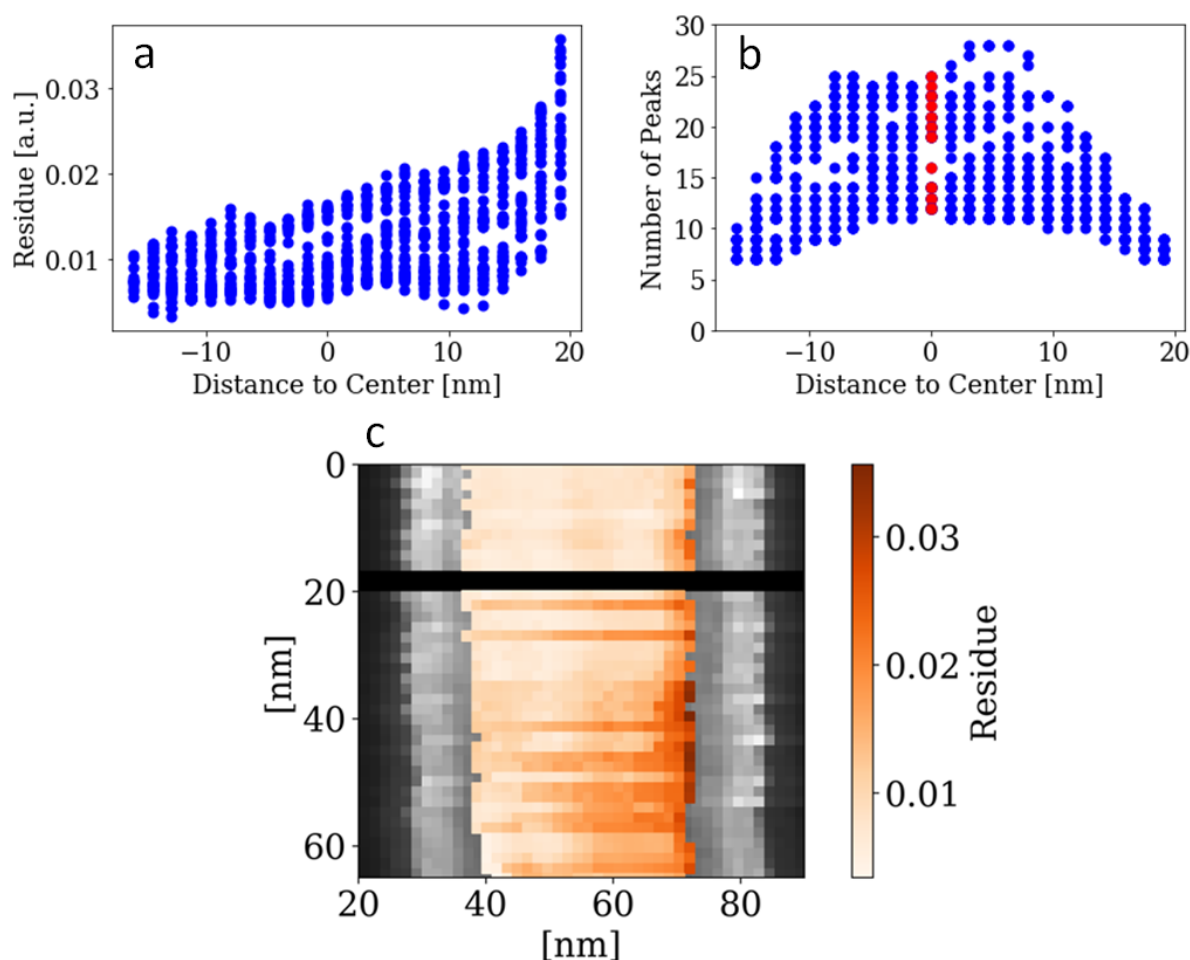 a
Residue [a.u.]
0.03
0.02
0.01
−10 0 10 20
Distance to Center [nm]
b
Number of Peaks
30
25
20
15
10
5
0
−10 0 10 20
Distance to Center [nm]
c
[nm]
0
20
40
60
20 40 60 80
[nm]
0.03
0.02
0.01
Residue